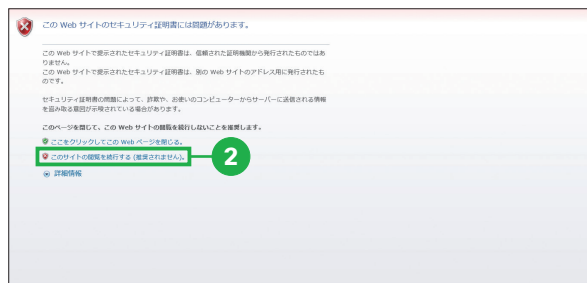 この Web サイトのセキュリティ証明書には問題があります。
この Web サイトで提示されたセキュリティ証明書は、信頼された証明機関から発行されたものではあ
りません。
この Web サイトで提示されたセキュリティ証明書は、別の Web サイトのアドレス用に発行されたも
のです。
セキュリティ証明書の問題によって、詐欺や、お使いのコンピューターからサーバーに送信される情報
を盗み取る意図が示唆されている場合があります。
このページを閉じて、この Web サイトの閲覧を続行しないことを推奨します。
ここをクリックしてこの Web ページを閉じる。
このサイトの閲覧を続行する (推奨されません)。
2
詳細情報